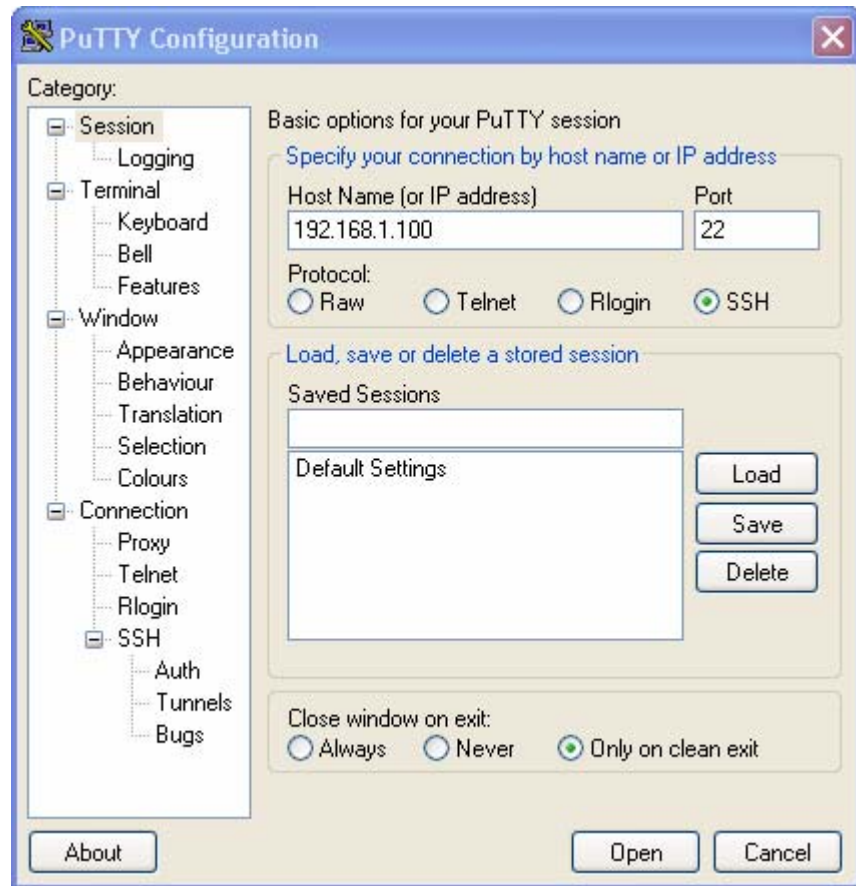 PuTTY Configuration
Category:
Session
Logging
Terminal
Keyboard
Bell
Features
Window
Appearance
Behaviour
Translation
Selection
Colours
Connection
Proxy
Telnet
Rlogin
SSH
Auth
Tunnels
Bugs
Basic options for your PuTTY session
Specify your connection by host name or IP address
Host Name (or IP address) Port
192.168.1.100 22
Protocol:
Raw Telnet Rlogin SSH
Load, save or delete a stored session
Saved Sessions
Default Settings
Load
Save
Delete
Close window on exit:
Always Never Only on clean exit
About Open Cancel